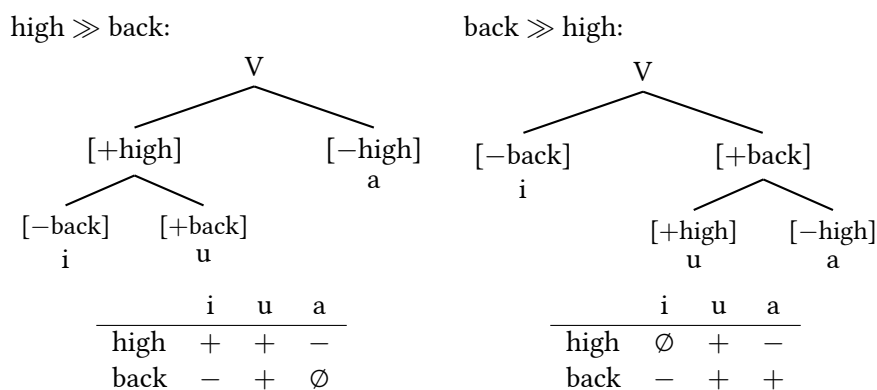 high ≫ back:
V
[+high] [−high]
a
[−back] [+back]
i u
i u a
high + + −
back − + ∅
back ≫ high:
V
[−back] [+back]
i
[+high] [−high]
u a
i u a
high ∅ + −
back − + +